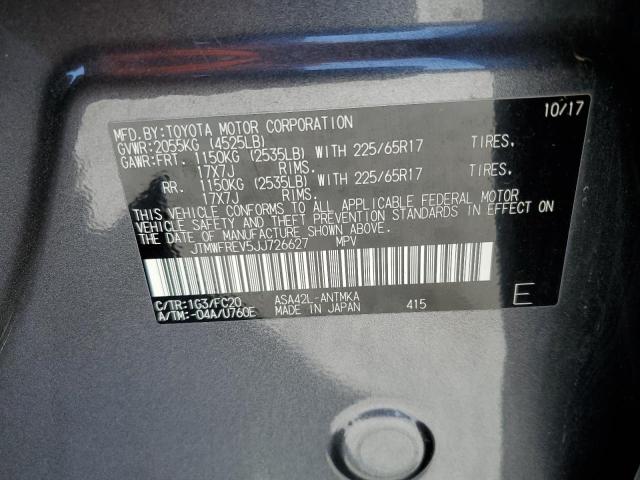 MFD.BY:TOYOTA MOTOR CORPORATION 10/17
GVWR:2055KG (4525LB)
GAWR:FRT. 1150KG (2535LB) WITH 225/65R17 TIRES,
17X7J RIMS.
RR. 1150KG (2535LB) WITH 225/65R17 TIRES,
17X7J RIMS.
THIS VEHICLE CONFORMS TO ALL APPLICABLE FEDERAL MOTOR
VEHICLE SAFETY AND THEFT PREVENTION STANDARDS IN EFFECT ON
THE DATE OF MANUFACTURE SHOWN ABOVE.
JTMWFREV5JJ726627 MPV
C/TR:1G3/FC20 ASA42L-ANTMKA 415 E
A/TM:-04A/U760E MADE IN JAPAN